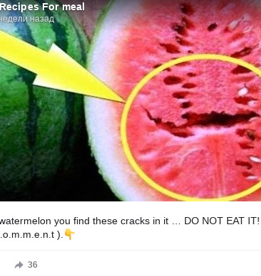 Recipes For meal
недели назад
watermelon you find these cracks in it … DO NOT EAT IT!
.o.m.m.e.n.t ).👇
36